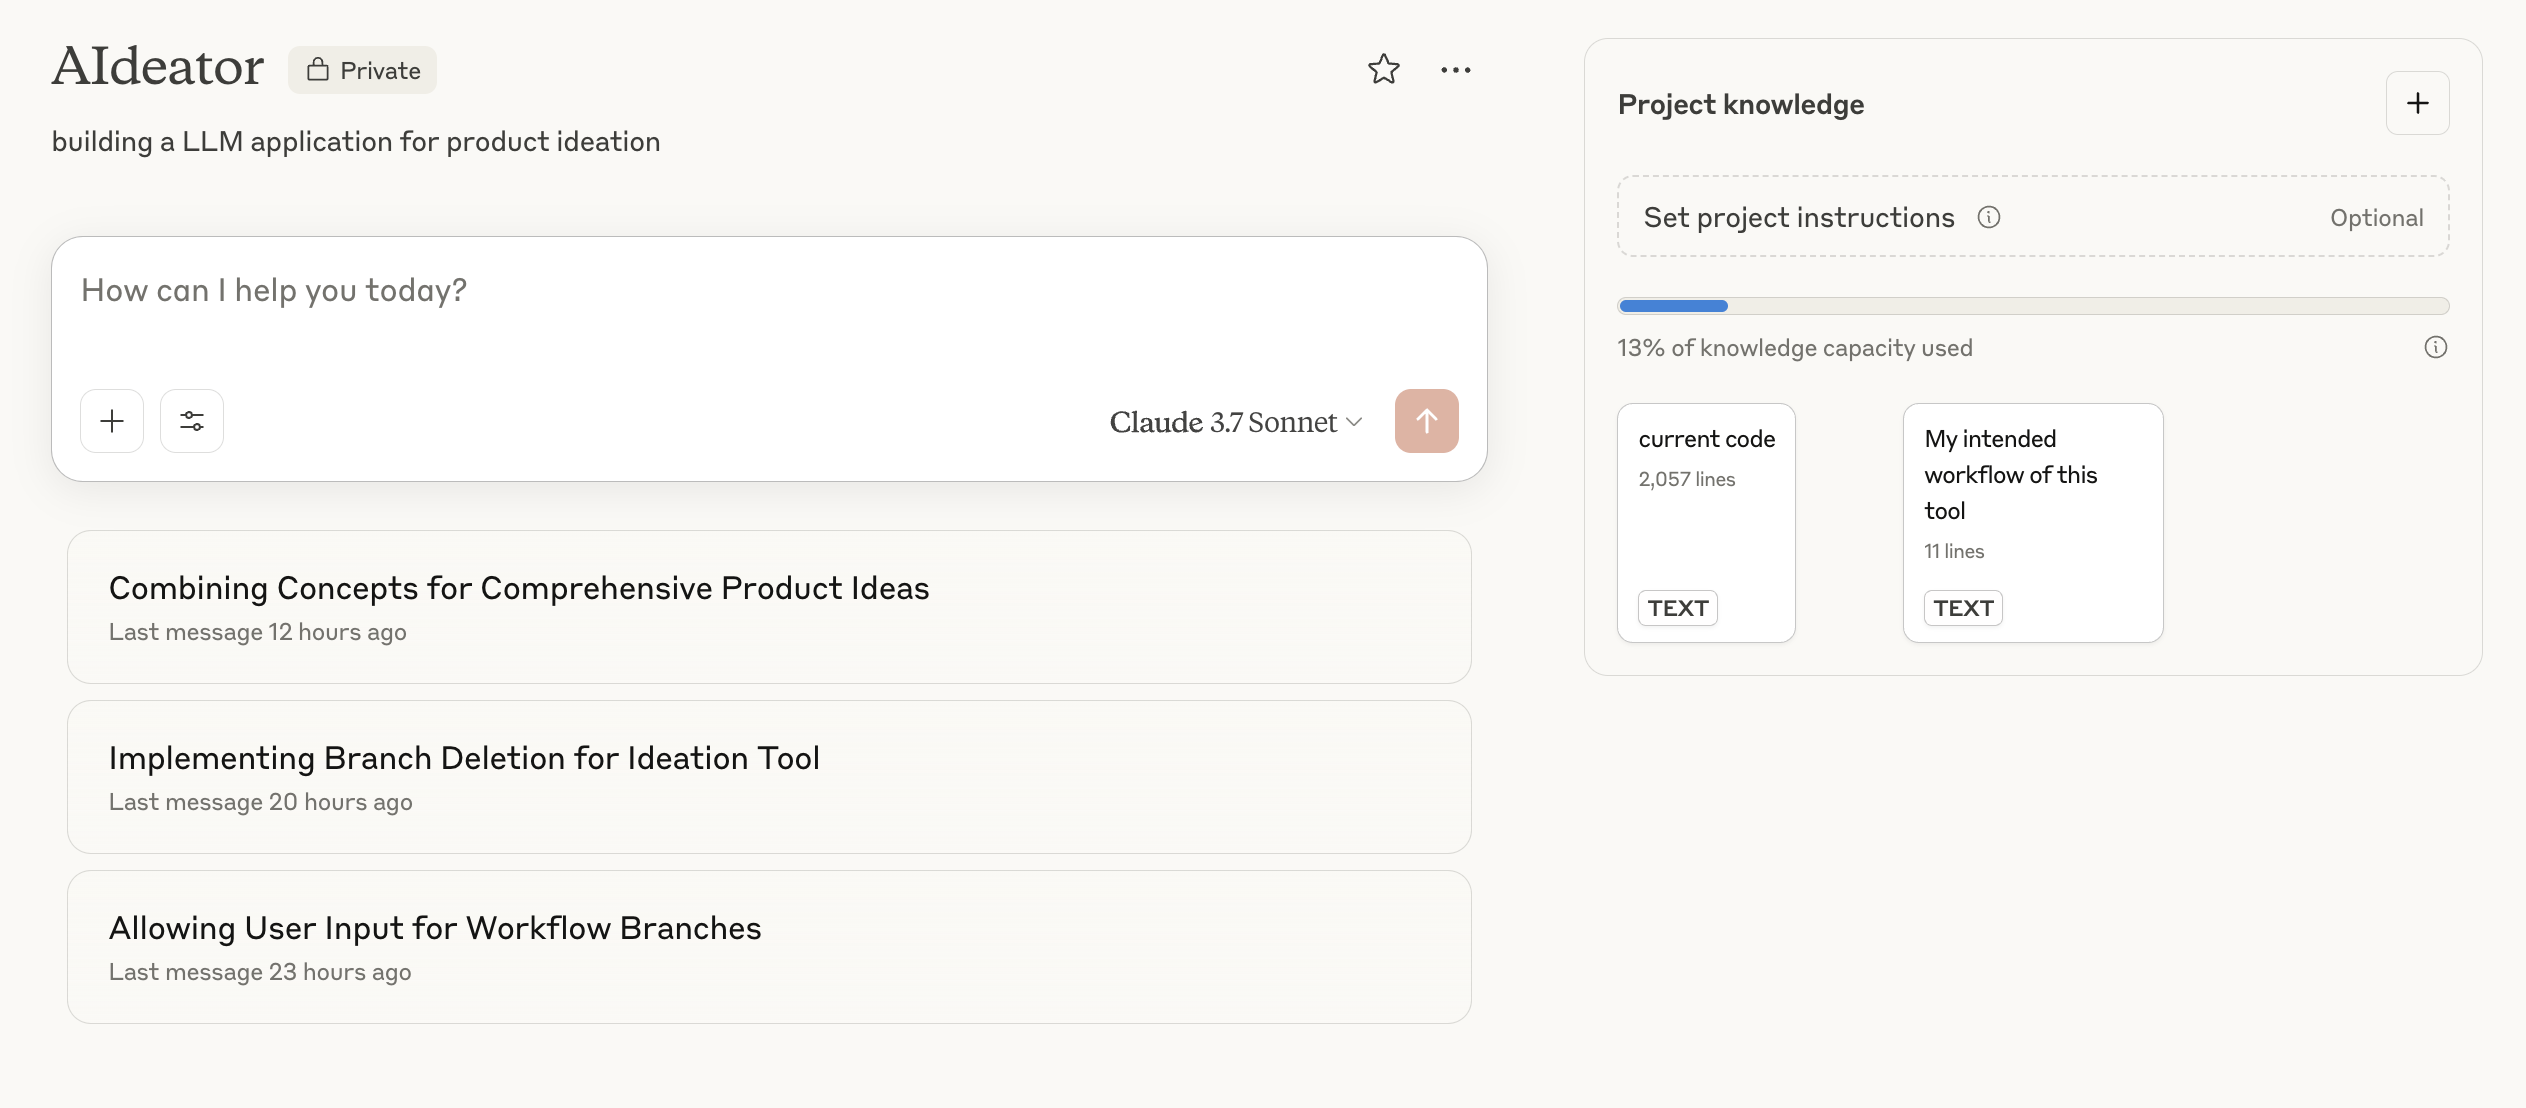 AIdeator
Private
building a LLM application for product ideation
How can I help you today?
Claude 3.7 Sonnet
Combining Concepts for Comprehensive Product Ideas
Last message 12 hours ago
Implementing Branch Deletion for Ideation Tool
Last message 20 hours ago
Allowing User Input for Workflow Branches
Last message 23 hours ago
Project knowledge
Set project instructions
Optional
13% of knowledge capacity used
current code
2,057 lines
TEXT
My intended
workflow of this
tool
11 lines
TEXT